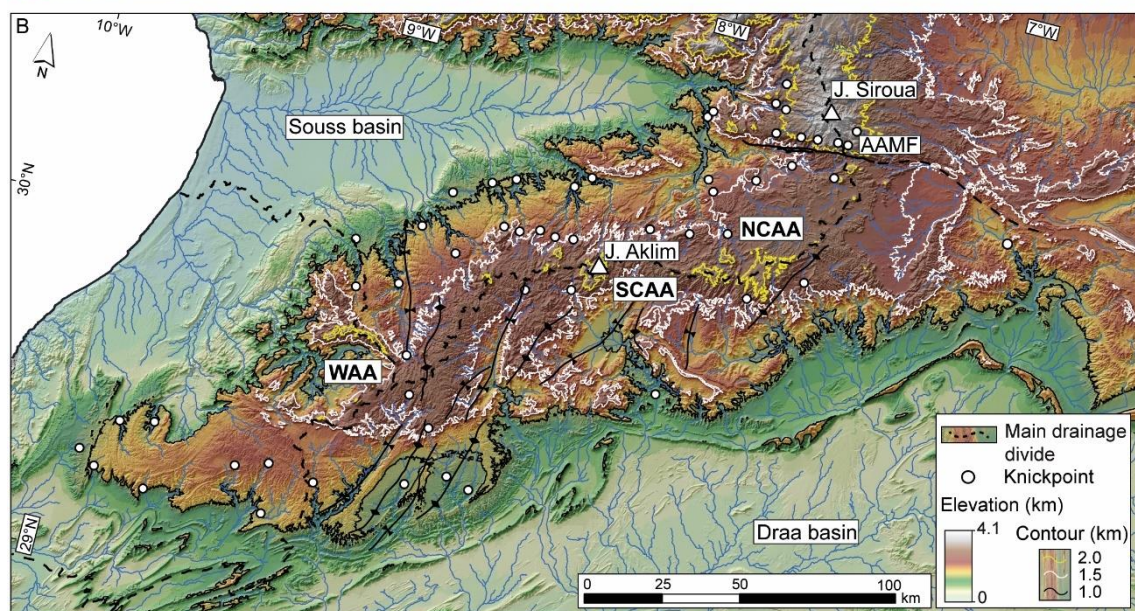 B
10°W
9°W
8°W
7°W
N
J. Siroua
Souss basin
AAMF
30°N
NCAA
J. Aklim
SCAA
WAA
Main drainage
divide
Knickpoint
Elevation (km)
4.1
0
Contour (km)
2.0
1.5
1.0
29°N
Draa basin
0 25 50 100
km